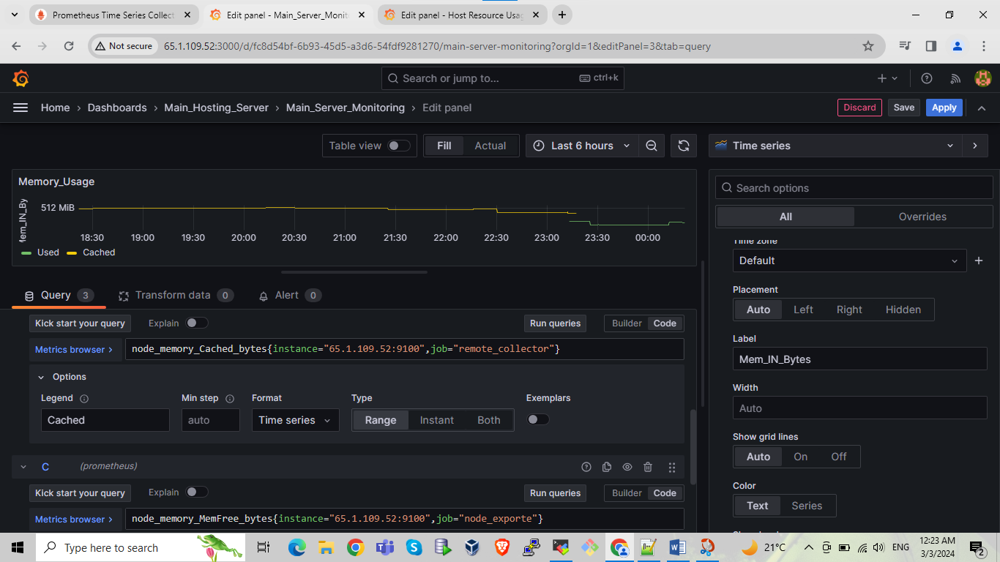 Prometheus Time Series Collect
Edit panel - Main_Server_Monit
Edit panel - Host Resource Usa
Not secure
65.1.109.52:3000/d/fc8d54bf-6b93-45d5-a3d6-54fdf9281270/main-server-monitoring?orgId=1&editPanel=3&tab=query
Search or jump to...
ctrl+k
Home > Dashboards > Main_Hosting_Server > Main_Server_Monitoring > Edit panel
Discard
Save
Apply
Table view
Fill
Actual
Last 6 hours
Time series
Memory_Usage
Search options
512 MiB
All
Overrides
18:30 19:00 19:30 20:00 20:30 21:00 21:30 22:00 22:30 23:00 23:30 00:00
Used
Cached
Time zone
Default
Query 3
Transform data 0
Alert 0
Placement
Auto
Left
Right
Hidden
Kick start your query
Explain
Run queries
Builder
Code
Metrics browser >
node_memory_Cached_bytes{instance="65.1.109.52:9100",job="remote_collector"}
Label
Mem_IN_Bytes
Options
Width
Auto
Legend
Min step
Format
Type
Exemplars
Cached
auto
Time series
Range
Instant
Both
Show grid lines
Auto
On
Off
C
(prometheus)
Color
Text
Series
Kick start your query
Explain
Run queries
Builder
Code
Metrics browser >
node_memory_MemFree_bytes{instance="65.1.109.52:9100",job="node_exporte"}
Type here to search
21°C
ENG
12:23 AM
3/3/2024
2